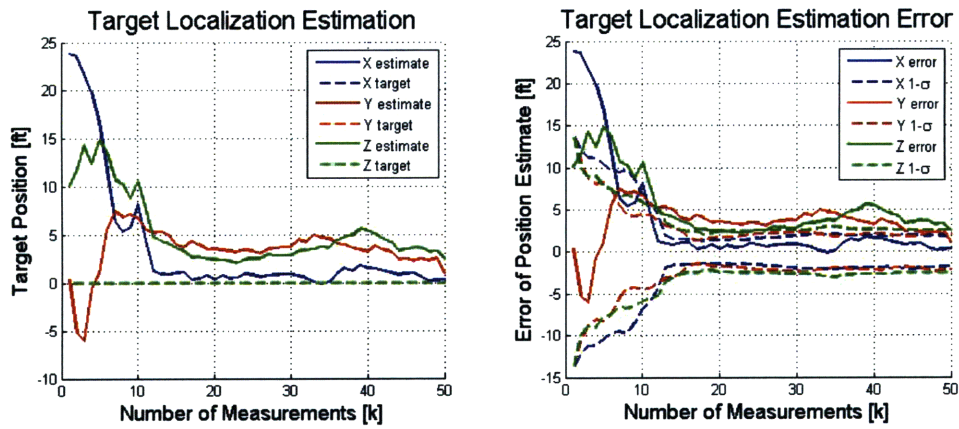 Target Localization Estimation
Target Position [ft]
25
20
15
10
5
0
-5
-10
0
10
20
30
40
50
Number of Measurements [k]
X estimate
X target
Y estimate
Y target
Z estimate
Z target
Target Localization Estimation Error
Error of Position Estimate [ft]
25
20
15
10
5
0
-5
-10
-15
0
10
20
30
40
50
Number of Measurements [k]
X error
X 1-σ
Y error
Y 1-σ
Z error
Z 1-σ